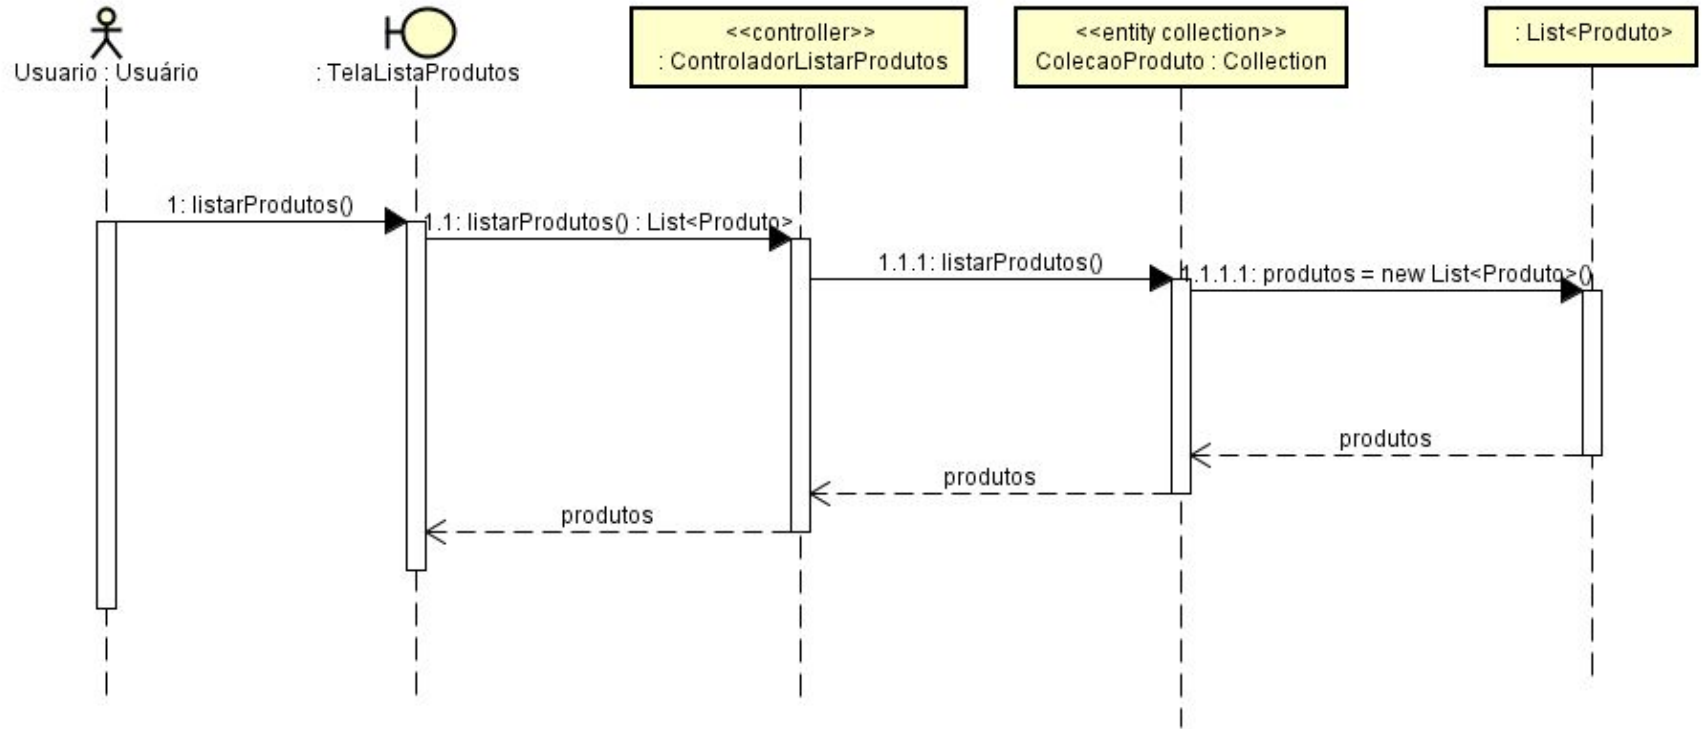 <<controller>>
: ControladorListarProdutos
<<entity collection>>
ColecaoProduto : Collection
: List<Produto>
Usuario : Usuário
: TelaListaProdutos
1: listarProdutos()
1.1: listarProdutos() : List<Produto>
1.1.1: listarProdutos()
1.1.1.1: produtos = new List<Produto>()
produtos
produtos
produtos